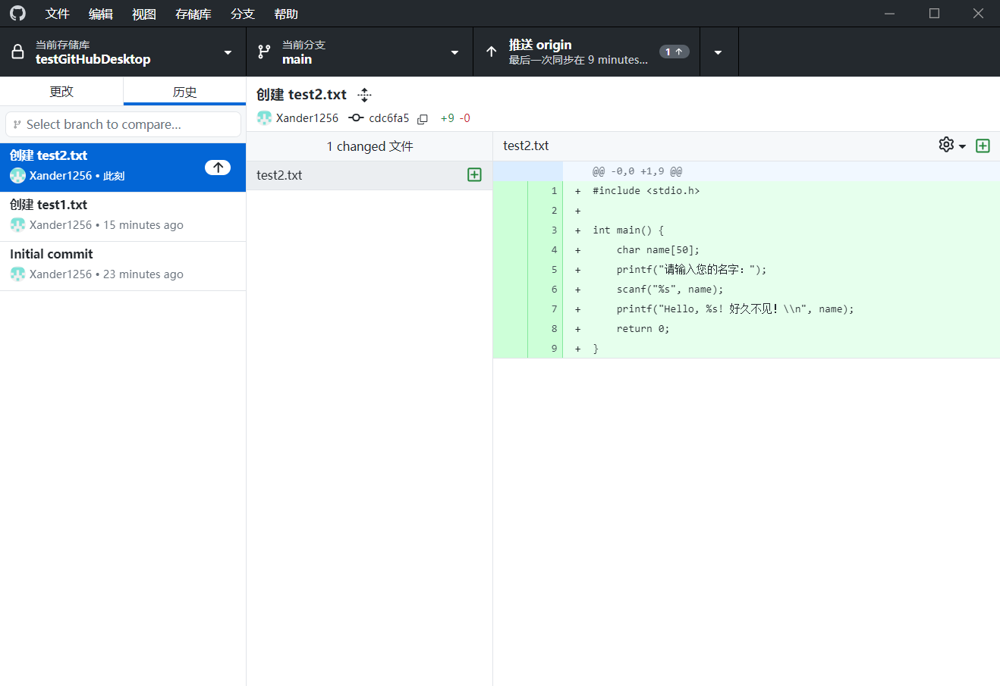 文件 编辑 视图 存储库 分支 帮助
当前存储库
testGitHubDesktop
当前分支
main
推送 origin
最后一次同步在 9 minutes...
1
更改
历史
Select branch to compare...
创建 test2.txt
Xander1256 • 此刻
创建 test1.txt
Xander1256 • 15 minutes ago
Initial commit
Xander1256 • 23 minutes ago
创建 test2.txt
Xander1256 cdc6fa5 +9 -0
1 changed 文件
test2.txt
test2.txt
@@ -0,0 +1,9 @@
1 + #include <stdio.h>
2 +
3 + int main() {
4 +     char name[50];
5 +     printf("请输入您的名字：");
6 +     scanf("%s", name);
7 +     printf("Hello, %s! 好久不见！\\n", name);
8 +     return 0;
9 + }